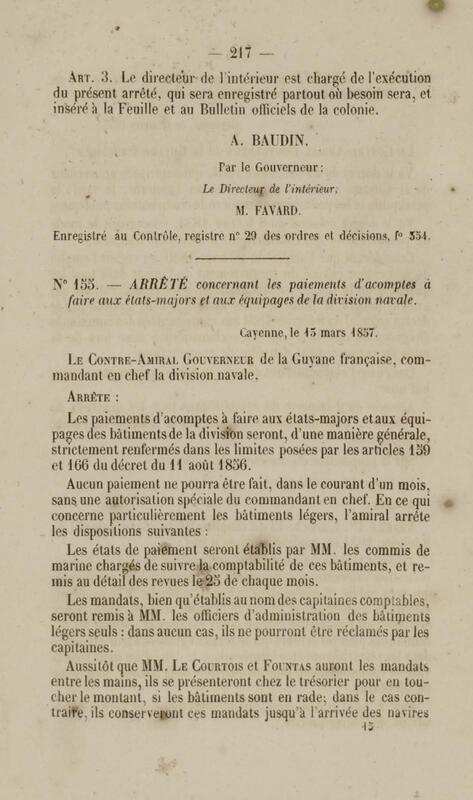 — 217 —
ART. 3. Le directeur de l'intérieur est chargé de l'exécution
du présent arrêté, qui sera enregistré partout où besoin sera, et
inséré à la Feuille et au Bulletin officiels de la colonie.
A. BAUDIN.
Par le Gouverneur :
Le Directeur de l'intérieur,
M. FAVARD.
Enregistré au Contrôle, registre n° 29 des ordres et décisions, f° 354.
N° 155. — ARRÊTÉ concernant les paiements d'acomptes à
faire aux états-majors et aux équipages de la division navale.
Cayenne, le 13 mars 1857.
LE CONTRE-AMIRAL GOUVERNEUR de la Guyane française, com-
mandant en chef la division navale,
ARRÊTE :
Les paiements d'acomptes à faire aux états-majors et aux équi-
pages des bâtiments de la division seront, d'une manière générale,
strictement renfermés dans les limites posées par les articles 159
et 166 du décret du 11 août 1856.
Aucun paiement ne pourra être fait, dans le courant d'un mois,
sans une autorisation spéciale du commandant en chef. En ce qui
concerne particulièrement les bâtiments légers, l'amiral arrête
les dispositions suivantes :
Les états de paiement seront établis par MM. les commis de
marine chargés de suivre la comptabilité de ces bâtiments, et re-
mis au détail des revues le 25 de chaque mois.
Les mandats, bien qu'établis au nom des capitaines comptables,
seront remis à MM. les officiers d'administration des bâtiments
légers seuls : dans aucun cas, ils ne pourront être réclamés par les
capitaines.
Aussitôt que MM. LE COURTOIS et FOUNTAS auront les mandats
entre les mains, ils se présenteront chez le trésorier pour en tou-
cher le montant, si les bâtiments sont en rade; dans le cas con-
traire, ils conserveront ces mandats jusqu'à l'arrivée des navires
15